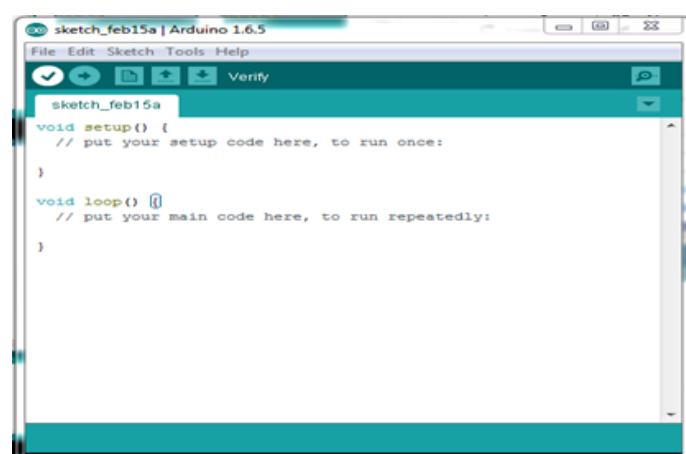 sketch_feb15a | Arduino 1.6.5
File Edit Sketch Tools Help
Verify
sketch_feb15a
void setup() {
  // put your setup code here, to run once:
}
void loop() {
  // put your main code here, to run repeatedly:
}